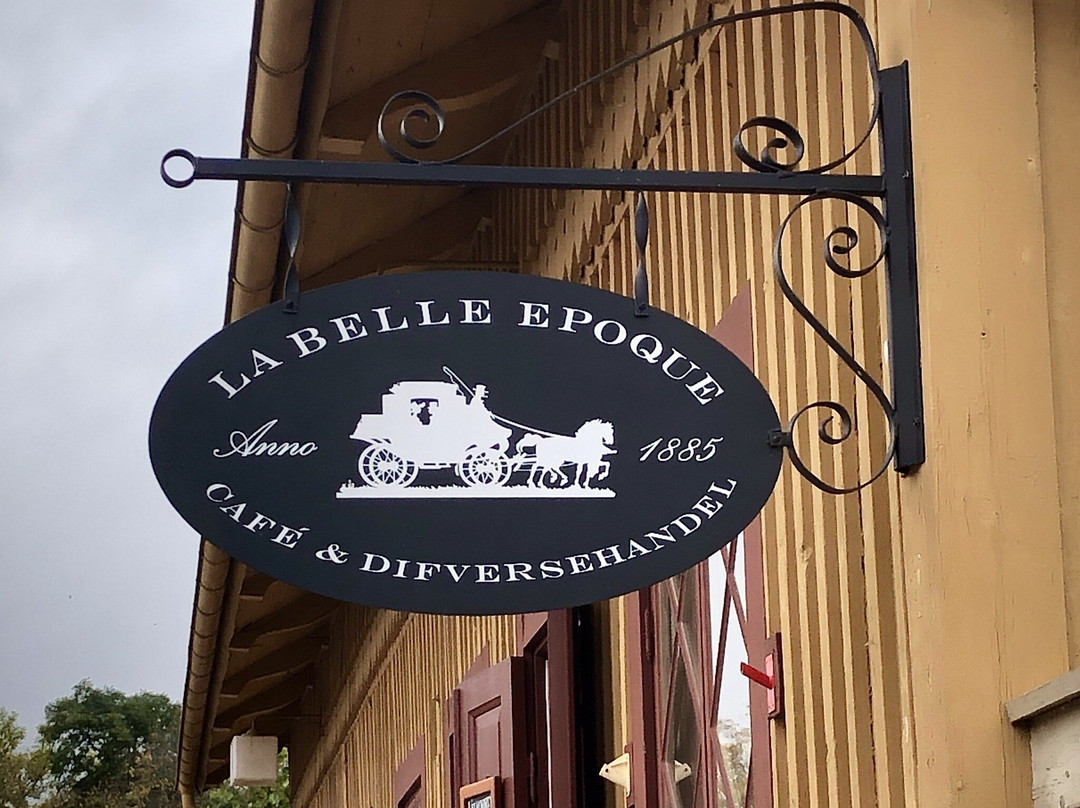 LA BELLE EPOQUE
Anno 1885
CAFÉ & DIFVERSEHANDEL